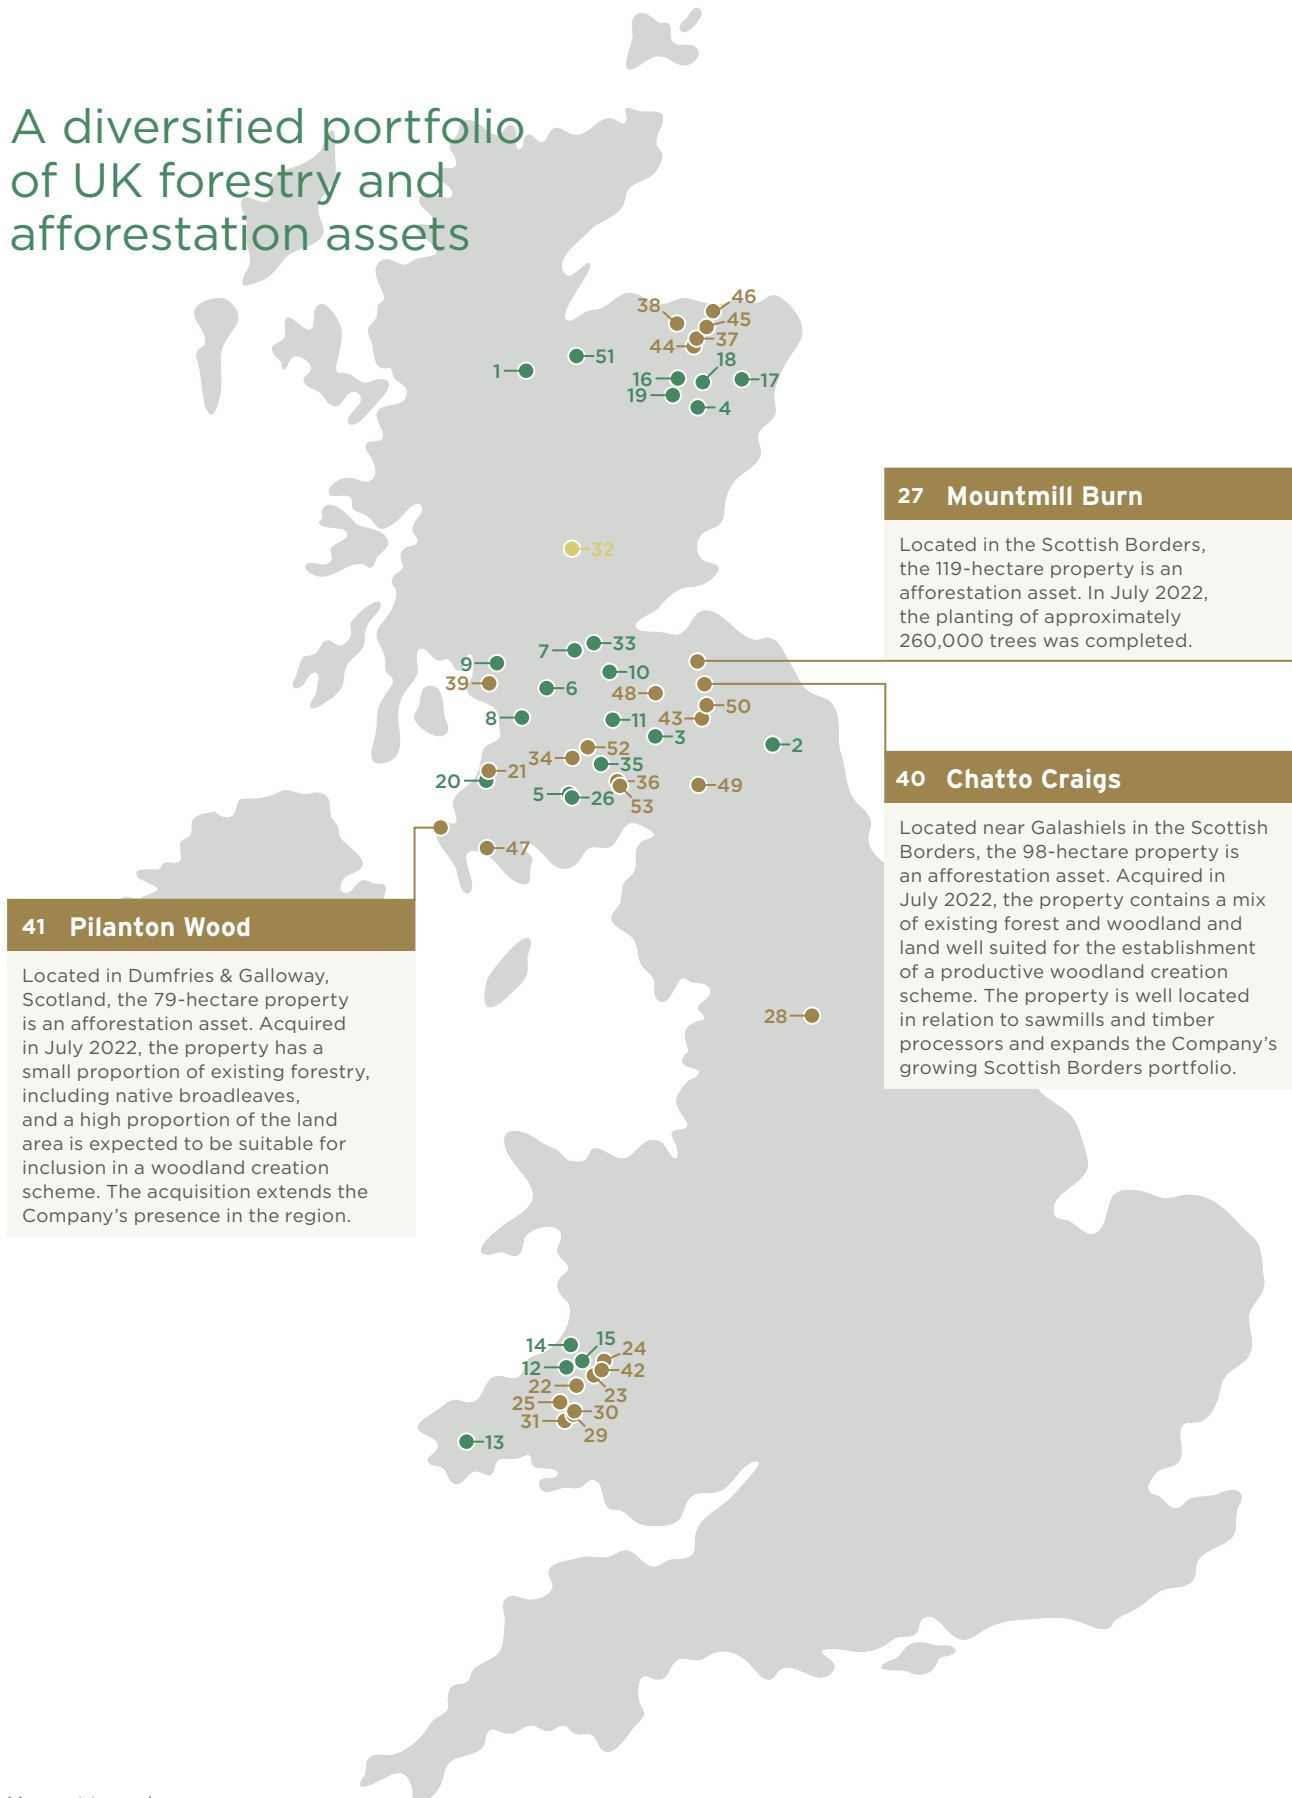 A diversified portfolio
of UK forestry and
afforestation assets
46
38
45
37
44
51
18
1
16
17
19
4
27 Mountmill Burn
Located in the Scottish Borders,
the 119-hectare property is an
afforestation asset. In July 2022,
the planting of approximately
260,000 trees was completed.
32
33
7
9
10
39
6
48
50
8
11
43
3
2
52
34
35
21
20
36
49
5
26
53
47
40 Chatto Craigs
Located near Galashiels in the Scottish
Borders, the 98-hectare property is
an afforestation asset. Acquired in
July 2022, the property contains a mix
of existing forest and woodland and
land well suited for the establishment
of a productive woodland creation
scheme. The property is well located
in relation to sawmills and timber
processors and expands the Company’s
growing Scottish Borders portfolio.
41 Pilanton Wood
Located in Dumfries & Galloway,
Scotland, the 79-hectare property
is an afforestation asset. Acquired
in July 2022, the property has a
small proportion of existing forestry,
including native broadleaves,
and a high proportion of the land
area is expected to be suitable for
inclusion in a woodland creation
scheme. The acquisition extends the
Company’s presence in the region.
28
14
15
24
12
42
22
23
25
30
31
29
13